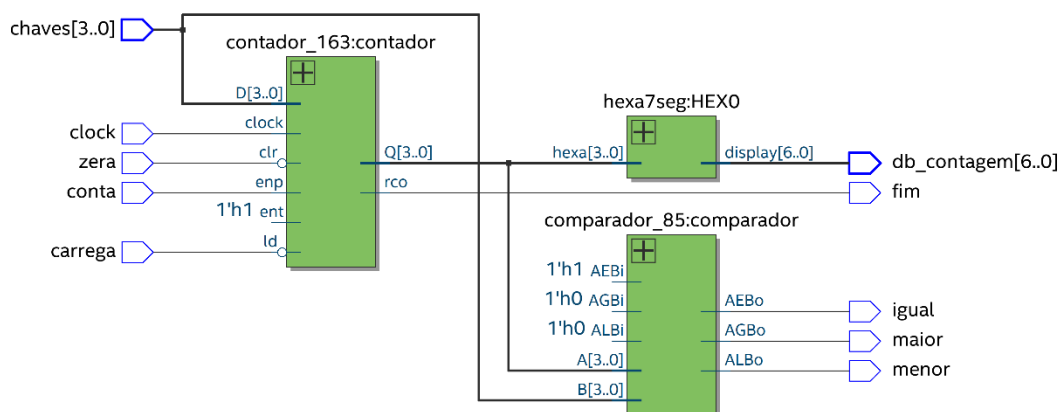 chaves[3..0]
contador_163:contador
D[3..0]
clock
clock
zera
clr
conta
enp
1'h1 ent
carrega
ld
Q[3..0]
rco
hexa7seg:HEX0
hexa[3..0]
display[6..0]
db_contagem[6..0]
fim
comparador_85:comparador
1'h1 AEBi
1'h0 AGBi
1'h0 ALBi
A[3..0]
B[3..0]
AEBo
igual
AGBo
maior
ALBo
menor